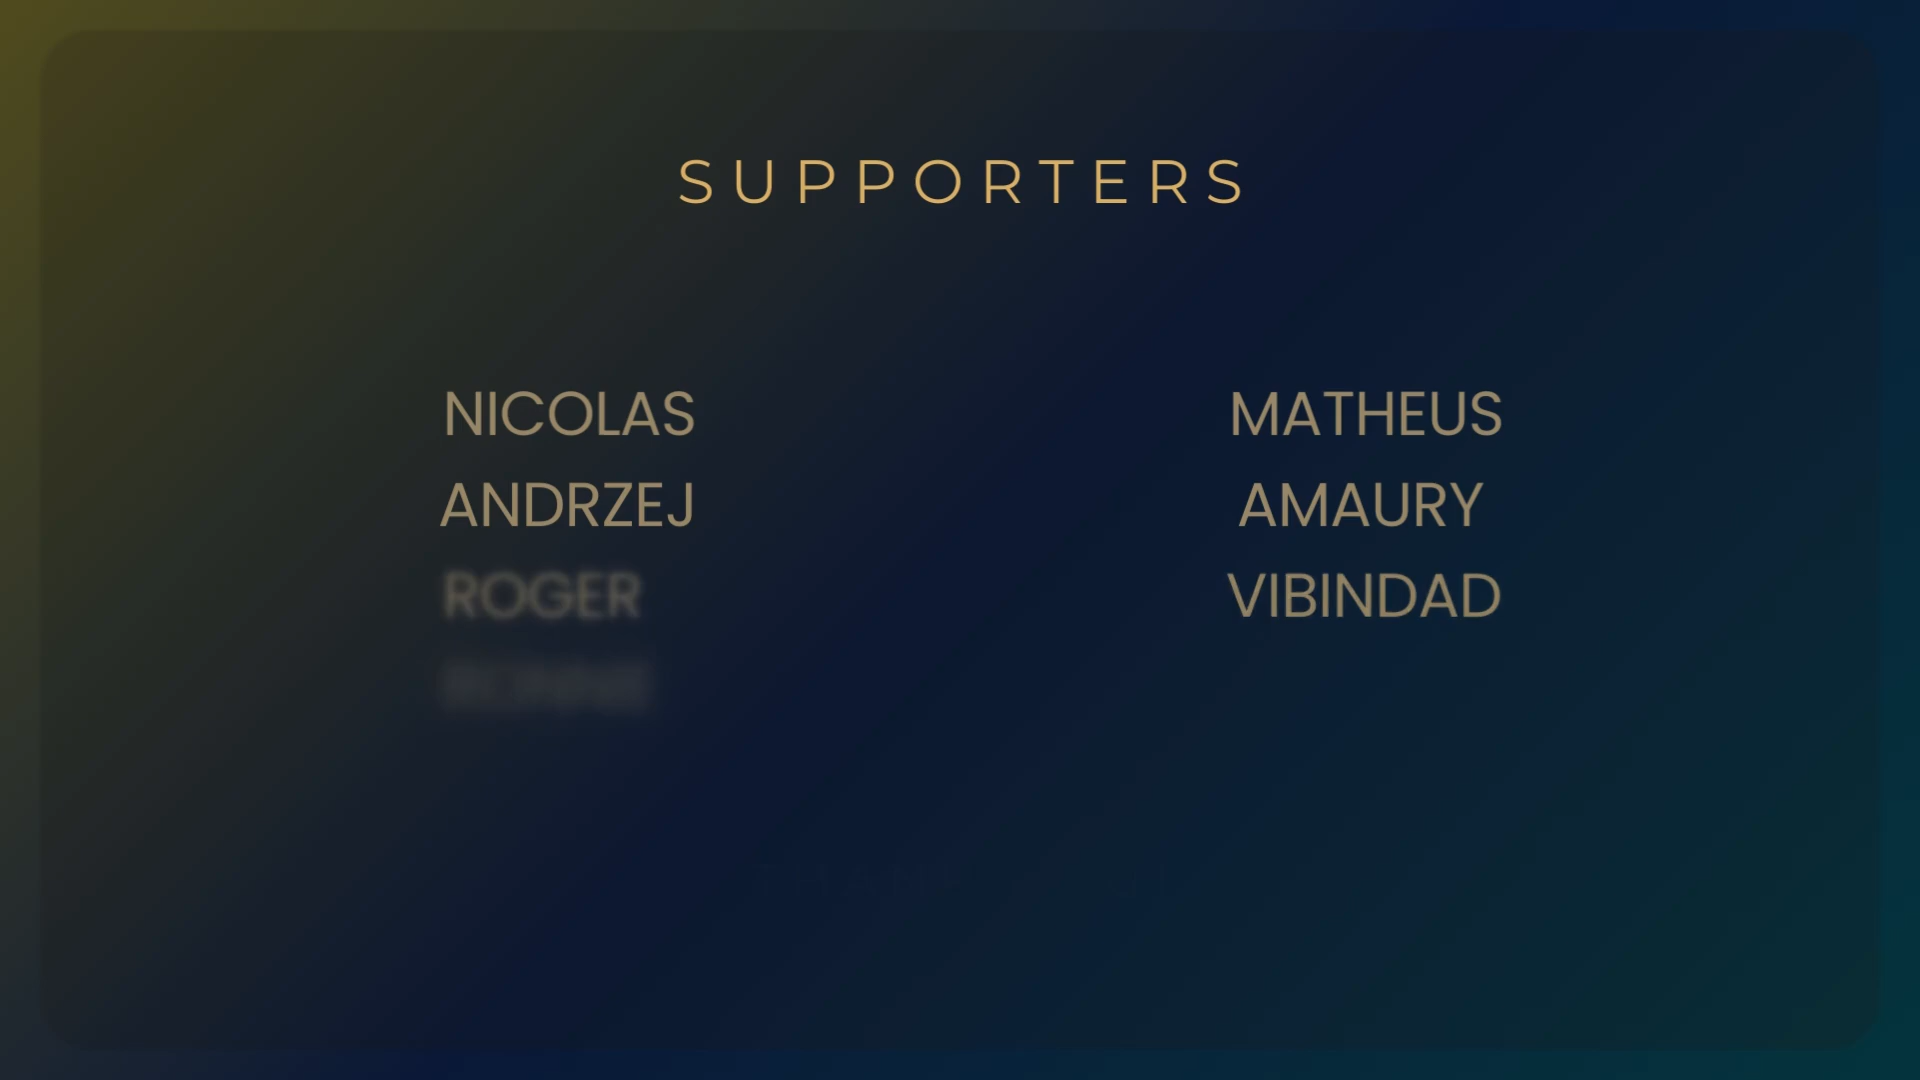 SUPPORTERS
NICOLAS
ANDRZEJ
ROGER
MATHEUS
AMAURY
VIBINDAD